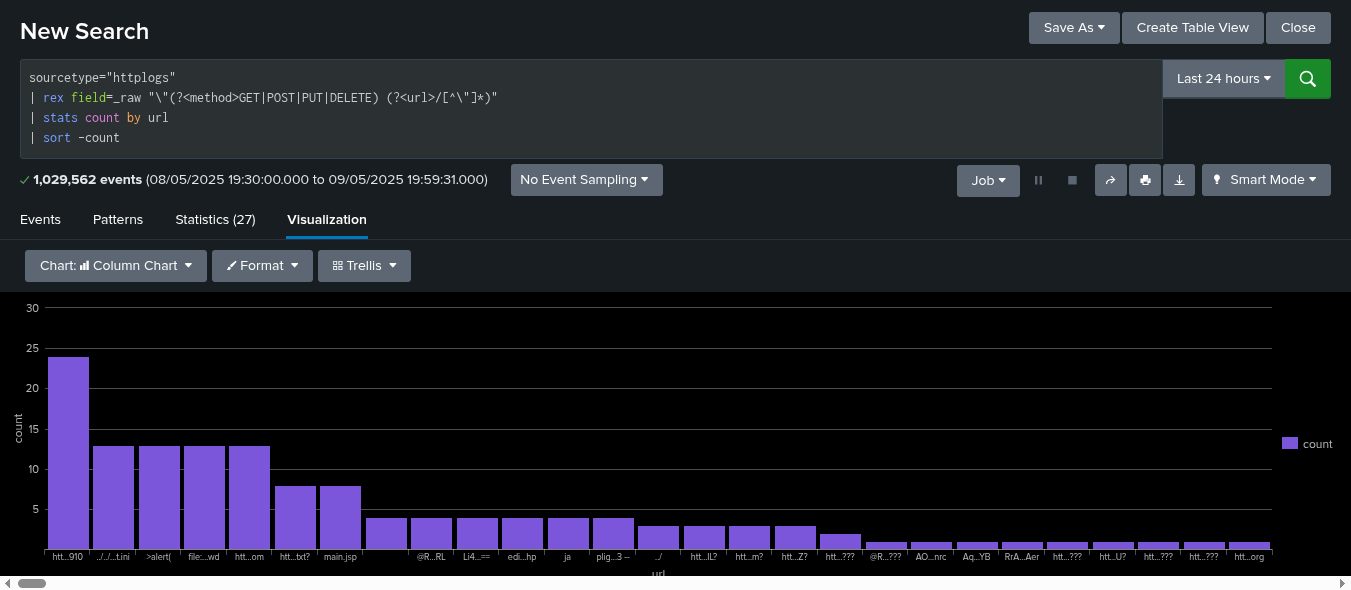 New Search
Save As
Create Table View
Close
sourcetype="httplogs"
| rex field=_raw "\"(?<method>GET|POST|PUT|DELETE) (?<url>/[^\"]*)"
| stats count by url
| sort -count
Last 24 hours
1,029,562 events (08/05/2025 19:30:00.000 to 09/05/2025 19:59:31.000)
No Event Sampling
Job
Smart Mode
Events
Patterns
Statistics (27)
Visualization
Chart: Column Chart
Format
Trellis
30
25
20
15
10
5
count
count
htt...910 ../../...t.ini >alert( file:...wd htt...om htt...txt? main.jsp @R...RL Li4...== edi...hp ja plig...3 -- ../ htt...IL? htt...m? htt...Z? htt...??? @R...??? AO...nrc Aq...YB RrA...Aer htt...??? htt...U? htt...??? htt...??? htt...org
url